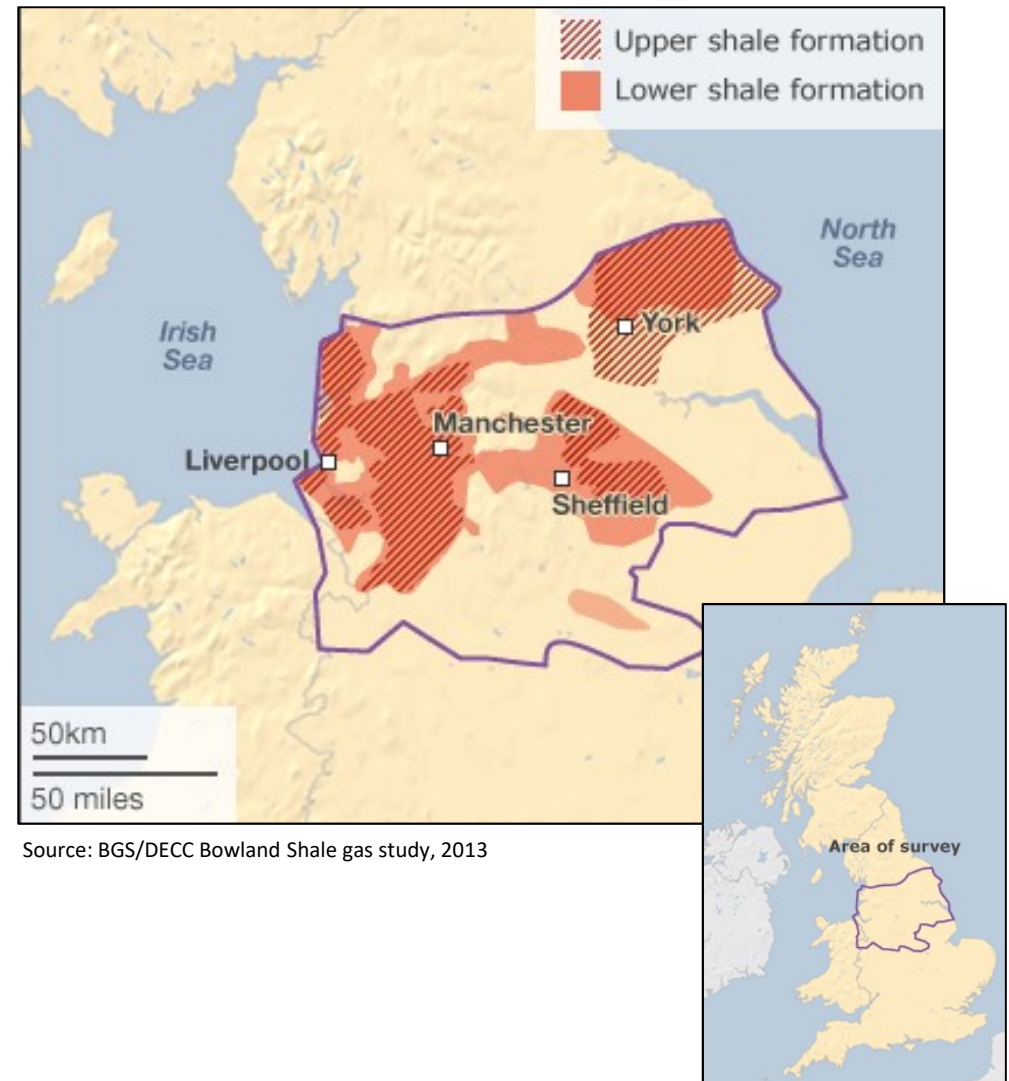 Upper shale formation
Lower shale formation
North
Sea
Irish
Sea
York
Manchester
Liverpool
Sheffield
50km
50 miles
Source: BGS/DECC Bowland Shale gas study, 2013
Area of survey